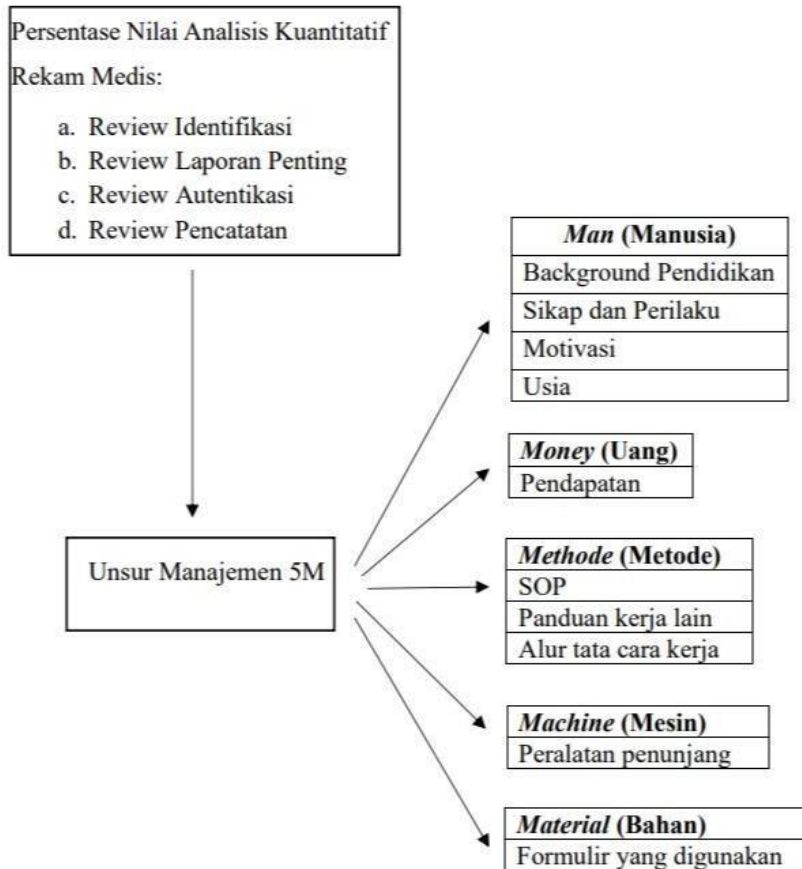 Persentase Nilai Analisis Kuantitatif
Rekam Medis:
a. Review Identifikasi
b. Review Laporan Penting
c. Review Autentikasi
d. Review Pencatatan
Unsur Manajemen 5M
Man (Manusia)
Background Pendidikan
Sikap dan Perilaku
Motivasi
Usia
Money (Uang)
Pendapatan
Methode (Metode)
SOP
Panduan kerja lain
Alur tata cara kerja
Machine (Mesin)
Peralatan penunjang
Material (Bahan)
Formulir yang digunakan